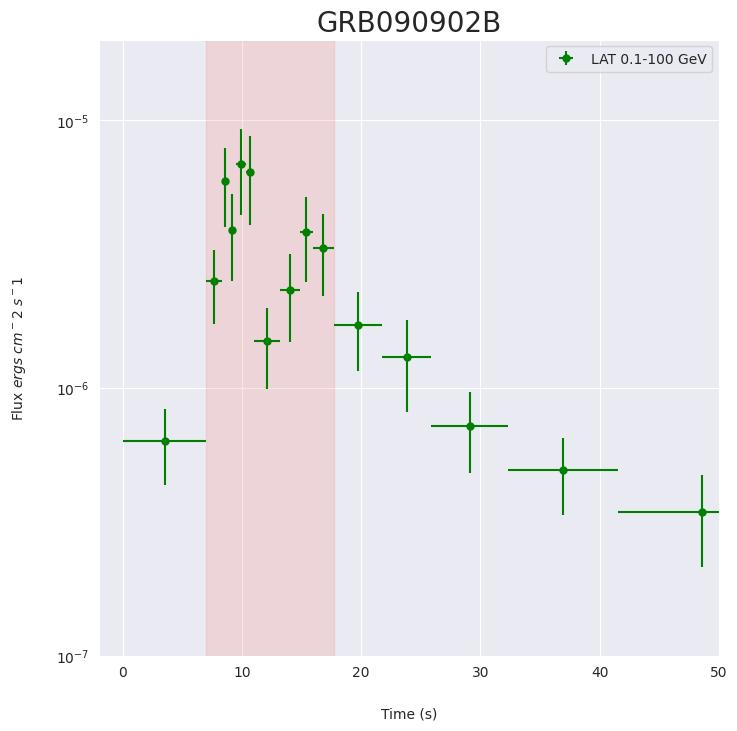 GRB090902B
LAT 0.1-100 GeV
10⁻⁵
10⁻⁶
10⁻⁷
Flux ergs cm⁻2 s⁻1
0 10 20 30 40 50
Time (s)